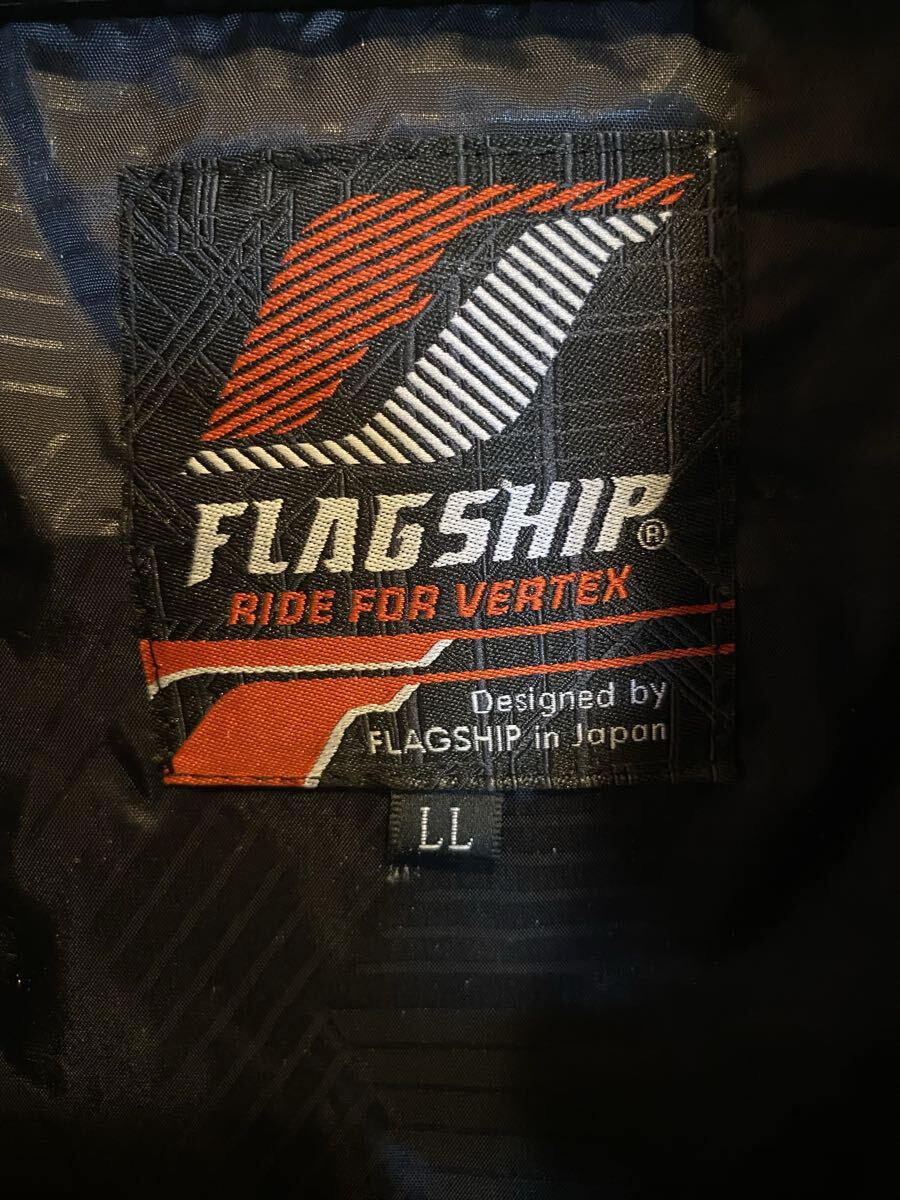 FLAGSHIP®
RIDE FOR VERTEX
Designed by
FLAGSHIP in Japan
LL